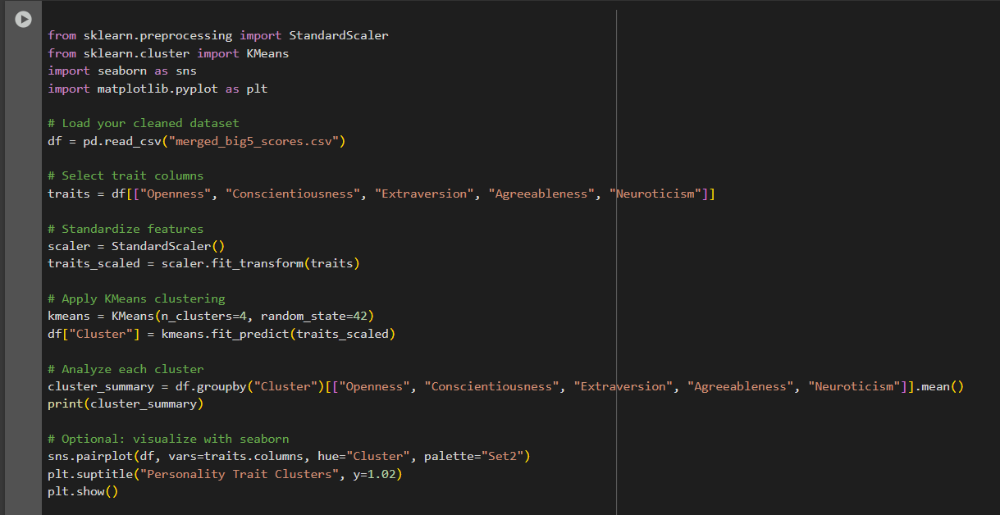 from sklearn.preprocessing import StandardScaler
from sklearn.cluster import KMeans
import seaborn as sns
import matplotlib.pyplot as plt
# Load your cleaned dataset
df = pd.read_csv("merged_big5_scores.csv")
# Select trait columns
traits = df[["Openness", "Conscientiousness", "Extraversion", "Agreeableness", "Neuroticism"]]
# Standardize features
scaler = StandardScaler()
traits_scaled = scaler.fit_transform(traits)
# Apply KMeans clustering
kmeans = KMeans(n_clusters=4, random_state=42)
df["Cluster"] = kmeans.fit_predict(traits_scaled)
# Analyze each cluster
cluster_summary = df.groupby("Cluster")[["Openness", "Conscientiousness", "Extraversion", "Agreeableness", "Neuroticism"]].mean()
print(cluster_summary)
# Optional: visualize with seaborn
sns.pairplot(df, vars=traits.columns, hue="Cluster", palette="Set2")
plt.suptitle("Personality Trait Clusters", y=1.02)
plt.show()